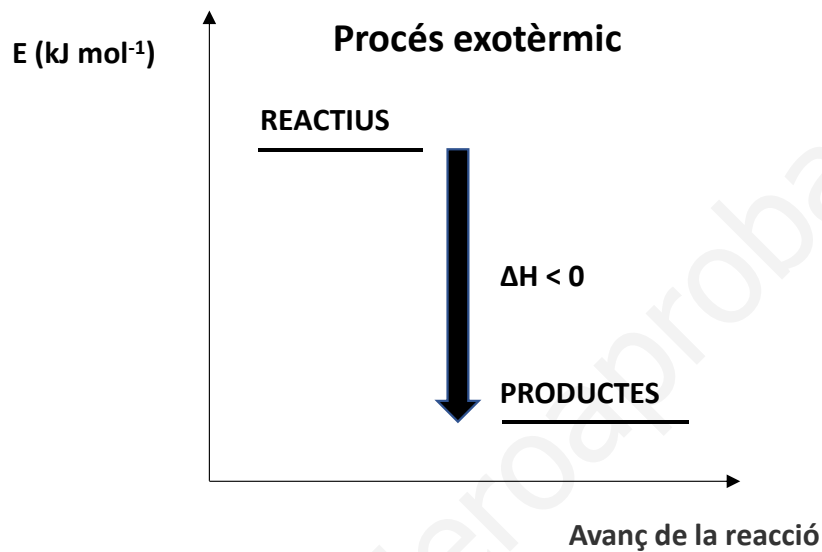 Procés exotèrmic
E (kJ mol⁻¹)
REACTIUS
ΔH < 0
PRODUCTES
Avanç de la reacció